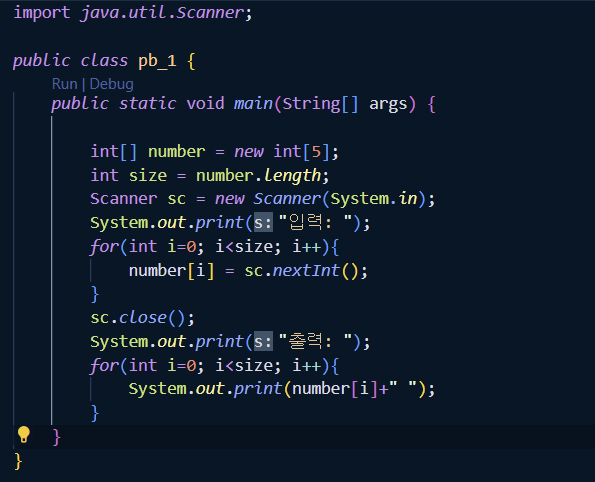 import java.util.Scanner;
public class pb_1 {
Run | Debug
public static void main(String[] args) {
int[] number = new int[5];
int size = number.length;
Scanner sc = new Scanner(System.in);
System.out.print(s: "입력: ");
for(int i=0; i<size; i++){
number[i] = sc.nextInt();
}
sc.close();
System.out.print(s: "출력: ");
for(int i=0; i<size; i++){
System.out.print(number[i]+" ");
}
}
}